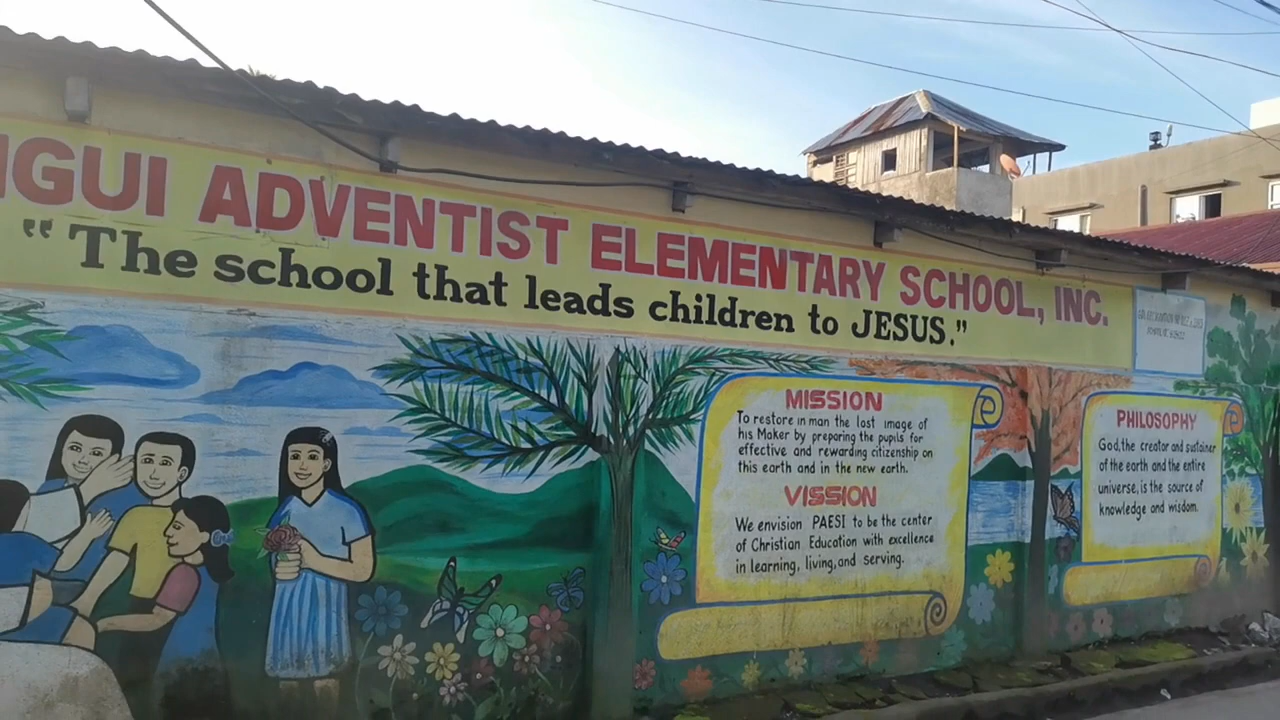 NGUI ADVENTIST ELEMENTARY SCHOOL, INC.
"The school that leads children to JESUS."
MISSION
To restore in man the lost image of
his Maker by preparing the pupils for
effective and rewarding citizenship on
this earth and in the new earth.
VISSION
We envision PAESI to be the center
of Christian Education with excellence
in learning, living, and serving.
PHILOSOPHY
God, the creator and sustainer
of the earth and the entire
universe, is the source of
knowledge and wisdom.